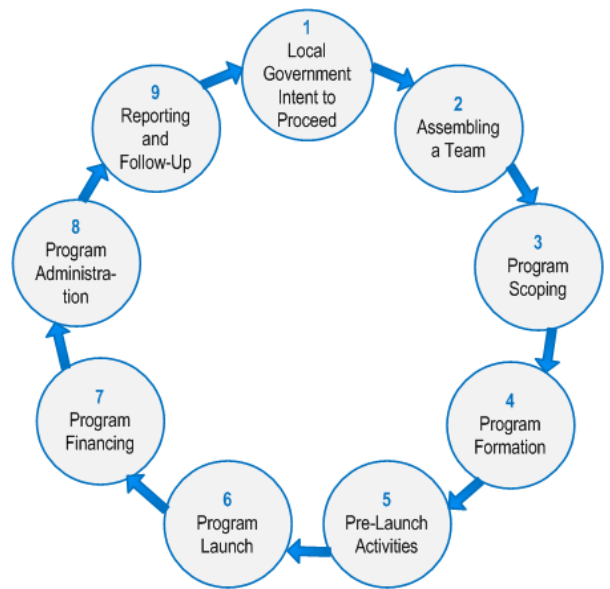 1
Local
Government
Intent to
Proceed
2
Assembling
a Team
3
Program
Scoping
4
Program
Formation
5
Pre-Launch
Activities
6
Program
Launch
7
Program
Financing
8
Program
Administra-
tion
9
Reporting
and
Follow-Up